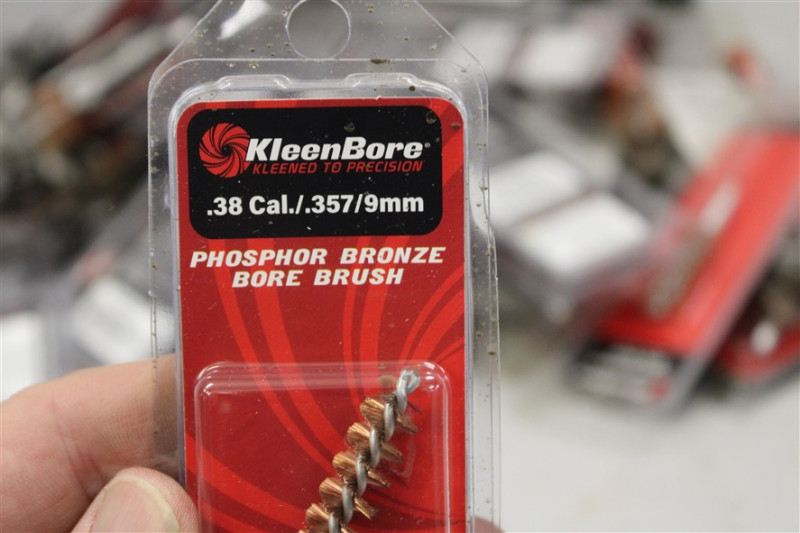 KleenBore®
KLEENED TO PRECISION
.38 Cal./.357/9mm
PHOSPHOR BRONZE
BORE BRUSH